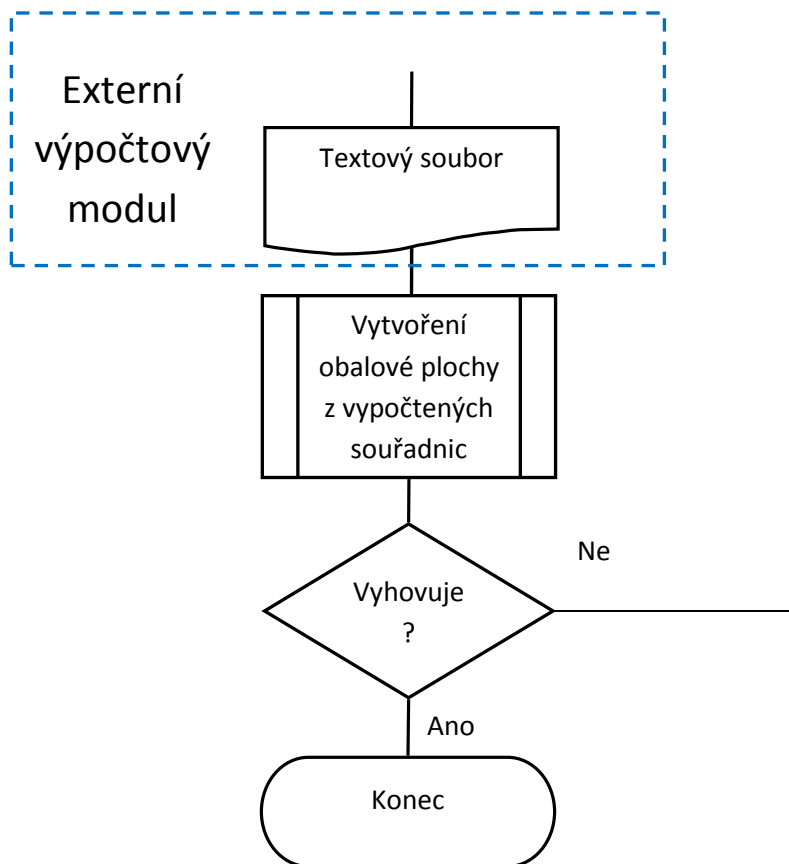 Externí
výpočtový
modul
Textový soubor
Vytvoření
obalové plochy
z vypočtených
souřadnic
Ne
Vyhovuje
?
Ano
Konec